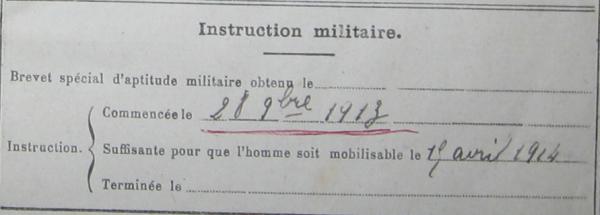 Instruction militaire.
Brevet spécial d'aptitude militaire obtenu le
Commencée le 28 9bre 1913
Instruction. Suffisante pour que l'homme soit mobilisable le 15 avril 1914
Terminée le